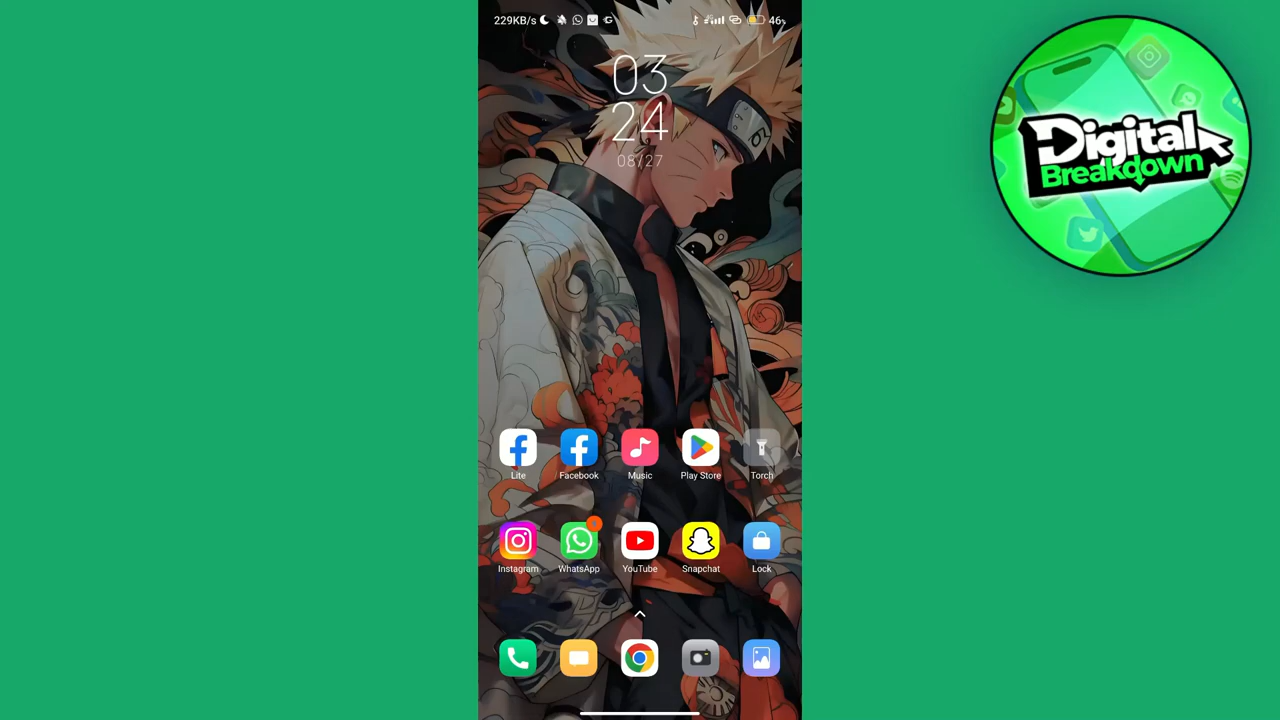 229KB/s
46%
03
24
08/27
Digital
Breakdown
Lite
Facebook
Music
Play Store
Torch
Instagram
WhatsApp
YouTube
Snapchat
Lock